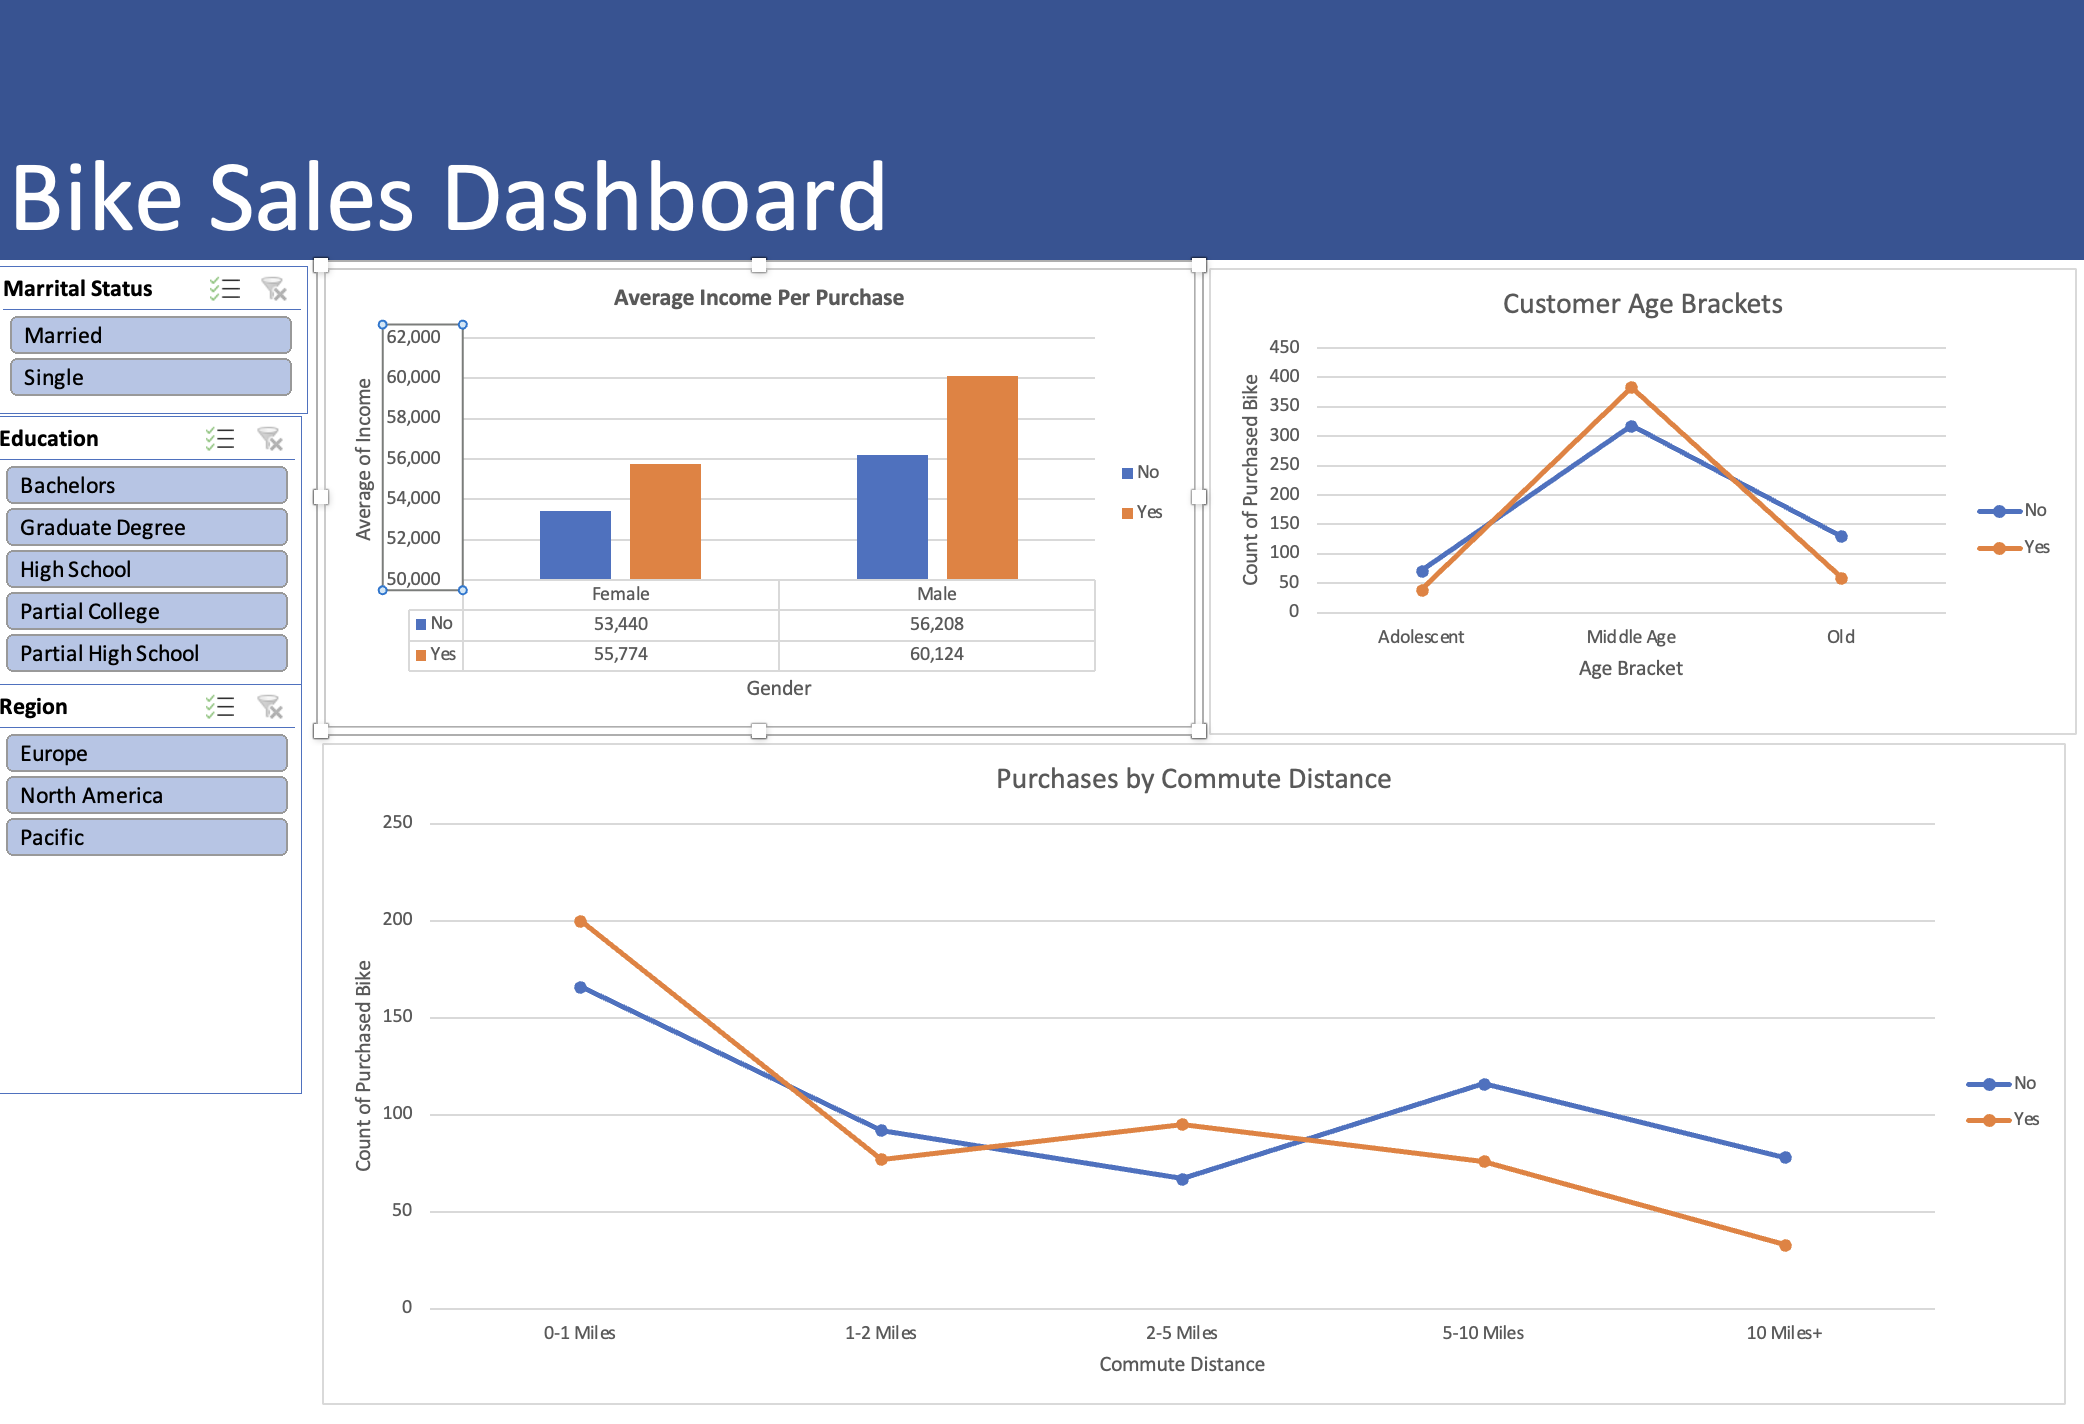 Bike Sales Dashboard
Marrital Status
Married
Single
Education
Bachelors
Graduate Degree
High School
Partial College
Partial High School
Region
Europe
North America
Pacific
Average Income Per Purchase
Average of Income
62,000
60,000
58,000
56,000
54,000
52,000
50,000
Female Male
No 53,440 56,208
Yes 55,774 60,124
Gender
No
Yes
Customer Age Brackets
Count of Purchased Bike
450
400
350
300
250
200
150
100
50
0
Adolescent Middle Age Old
Age Bracket
No
Yes
Purchases by Commute Distance
Count of Purchased Bike
250
200
150
100
50
0
0-1 Miles 1-2 Miles 2-5 Miles 5-10 Miles 10 Miles+
Commute Distance
No
Yes